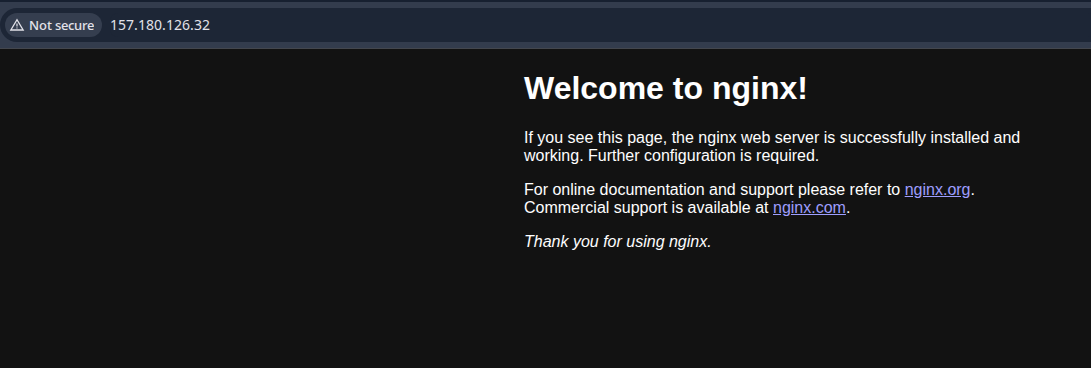 Not secure 157.180.126.32
Welcome to nginx!
If you see this page, the nginx web server is successfully installed and
working. Further configuration is required.
For online documentation and support please refer to nginx.org.
Commercial support is available at nginx.com.
Thank you for using nginx.